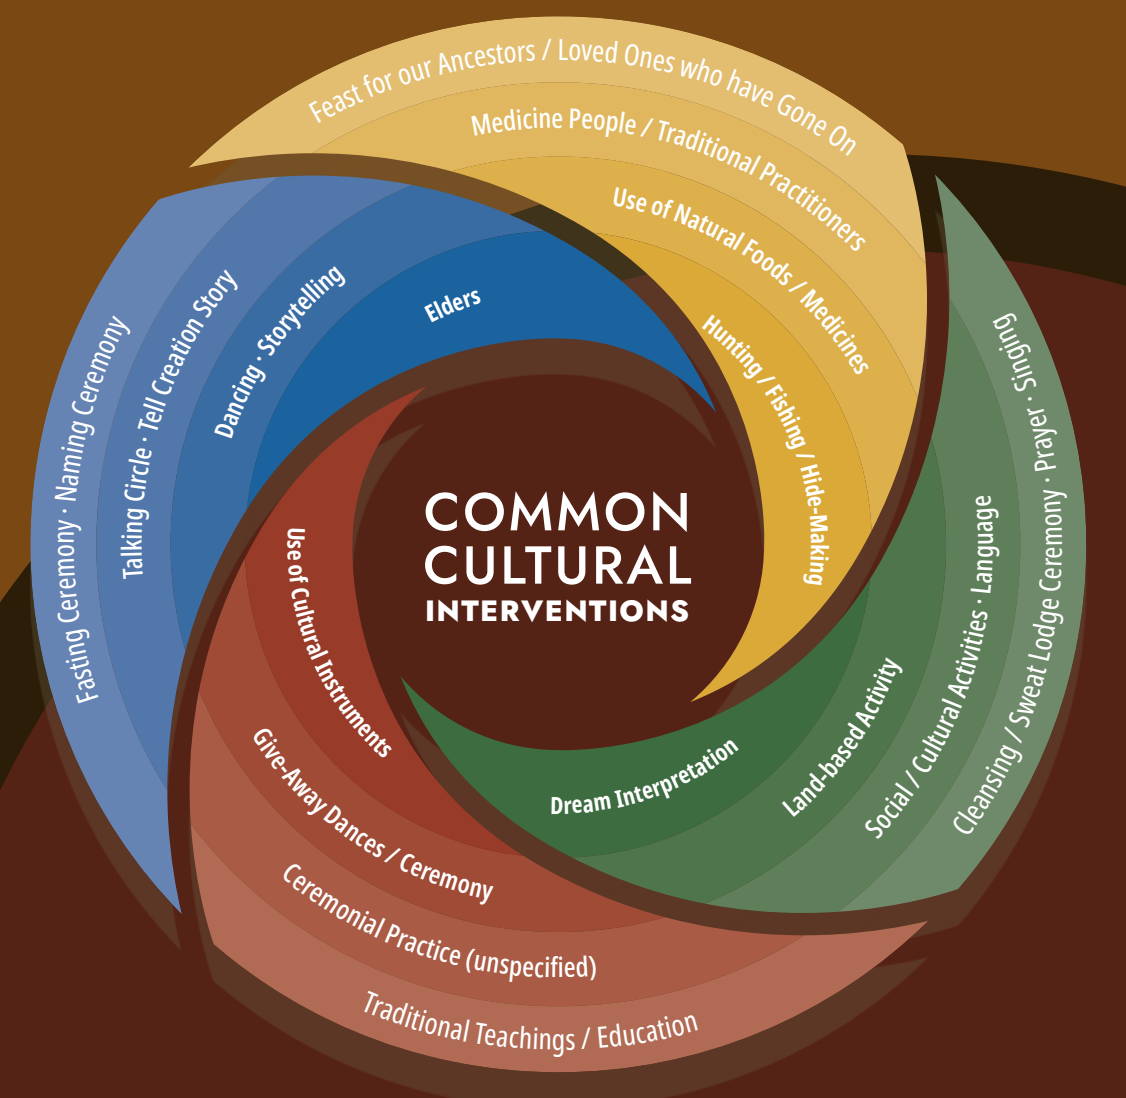 COMMON
CULTURAL
INTERVENTIONS
Feast for our Ancestors / Loved Ones who have Gone On
Medicine People / Traditional Practitioners
Use of Natural Foods / Medicines
Hunting / Fishing / Hide-Making
Cleansing / Sweat Lodge Ceremony · Prayer · Singing
Social / Cultural Activities · Language
Land-based Activity
Dream Interpretation
Traditional Teachings / Education
Ceremonial Practice (unspecified)
Give-Away Dances / Ceremony
Use of Cultural Instruments
Fasting Ceremony · Naming Ceremony
Talking Circle · Tell Creation Story
Dancing · Storytelling
Elders